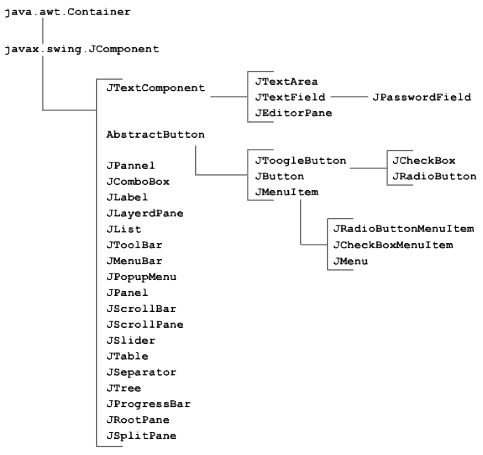 java.awt.Container
javax.swing.JComponent
JTextComponent
JTextArea
JTextField
JPasswordField
JEditorPane
AbstractButton
JToogleButton
JCheckBox
JButton
JRadioButton
JMenuItem
JPannel
JComboBox
JLabel
JLayerdPane
JList
JRadioButtonMenuItem
JToolBar
JCheckBoxMenuItem
JMenuBar
JMenu
JPopupMenu
JPanel
JScrollBar
JScrollPane
JSlider
JTable
JSeparator
JTree
JProgressBar
JRootPane
JSplitPane